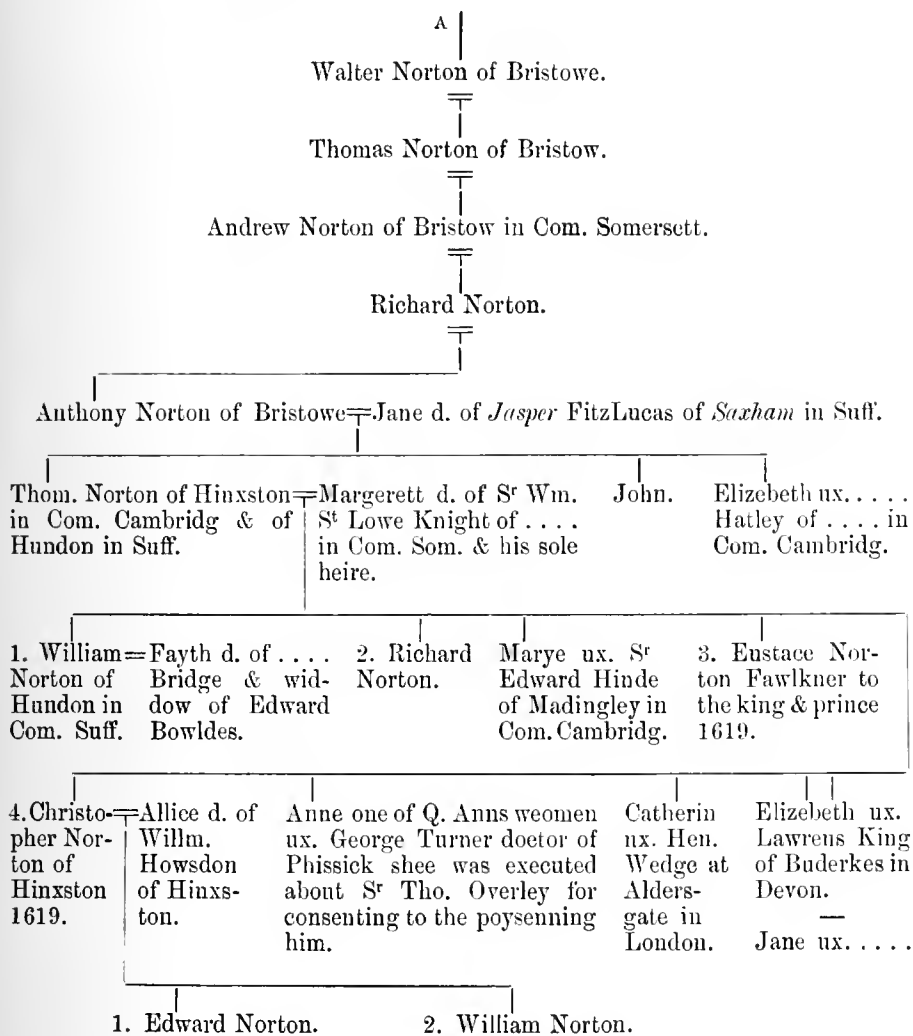 A
Walter Norton of Bristowe.
Thomas Norton of Bristow.
Andrew Norton of Bristow in Com. Somersett.
Richard Norton.
Anthony Norton of Bristowe=Jane d. of Jasper FitzLucas of Saxham in Suff.
Thom. Norton of Hinxston
in Com. Cambridg & of
Hundon in Suff.
=Margerett d. of Sr Wm.
St Lowe Knight of . . . .
in Com. Som. & his sole
heire.
John.
Elizebeth ux. . . . .
Hatley of . . . . in
Com. Cambridg.
1. William
Norton of
Hundon in
Com. Suff.
=Fayth d. of . . . .
Bridge & wid-
dow of Edward
Bowldes.
2. Richard
Norton.
Marye ux. Sr
Edward Hinde
of Madingley in
Com. Cambridg.
3. Eustace Nor-
ton Fawlkner to
the king & prince
1619.
4. Christo-
pher Nor-
ton of
Hinxston
1619.
=Allice d. of
Willm.
Howsdon
of Hinxs-
ton.
Anne one of Q. Anns weomen
ux. George Turner doctor of
Phissick shee was executed
about Sr Tho. Overley for
consenting to the poysenning
him.
Catherin
ux. Hen.
Wedge at
Alders-
gate in
London.
Elizebeth ux.
Lawrens King
of Buderkes in
Devon.
—
Jane ux. . . . .
1. Edward Norton.
2. William Norton.